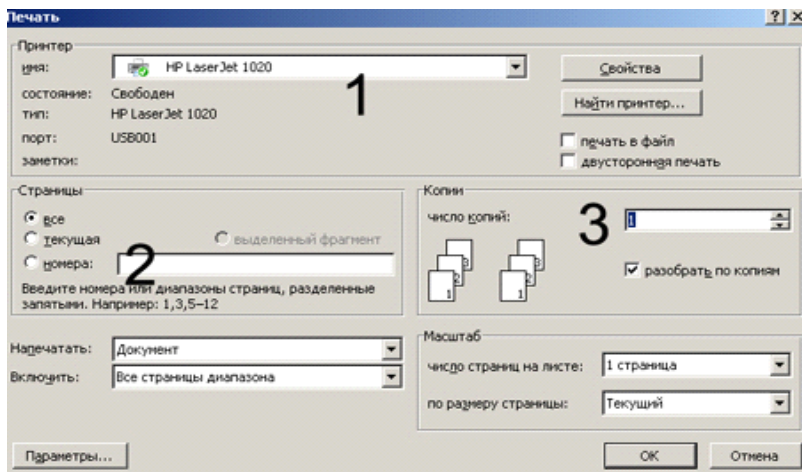 Печать
Принтер
имя: HP LaserJet 1020
Свойства
состояние: Свободен
тип: HP LaserJet 1020
Найти принтер...
порт: USB001
заметки:
печать в файл
двусторонняя печать
1
Страницы
все
текущая
выделенный фрагмент
номера:
2
Введите номера или диапазоны страниц, разделенные
запятыми. Например: 1,3,5–12
Копии
число копий: 1
3
3
2
1
3
2
1
разобрать по копиям
Напечатать: Документ
Включить: Все страницы диапазона
Масштаб
число страниц на листе: 1 страница
по размеру страницы: Текущий
Параметры...
OK
Отмена